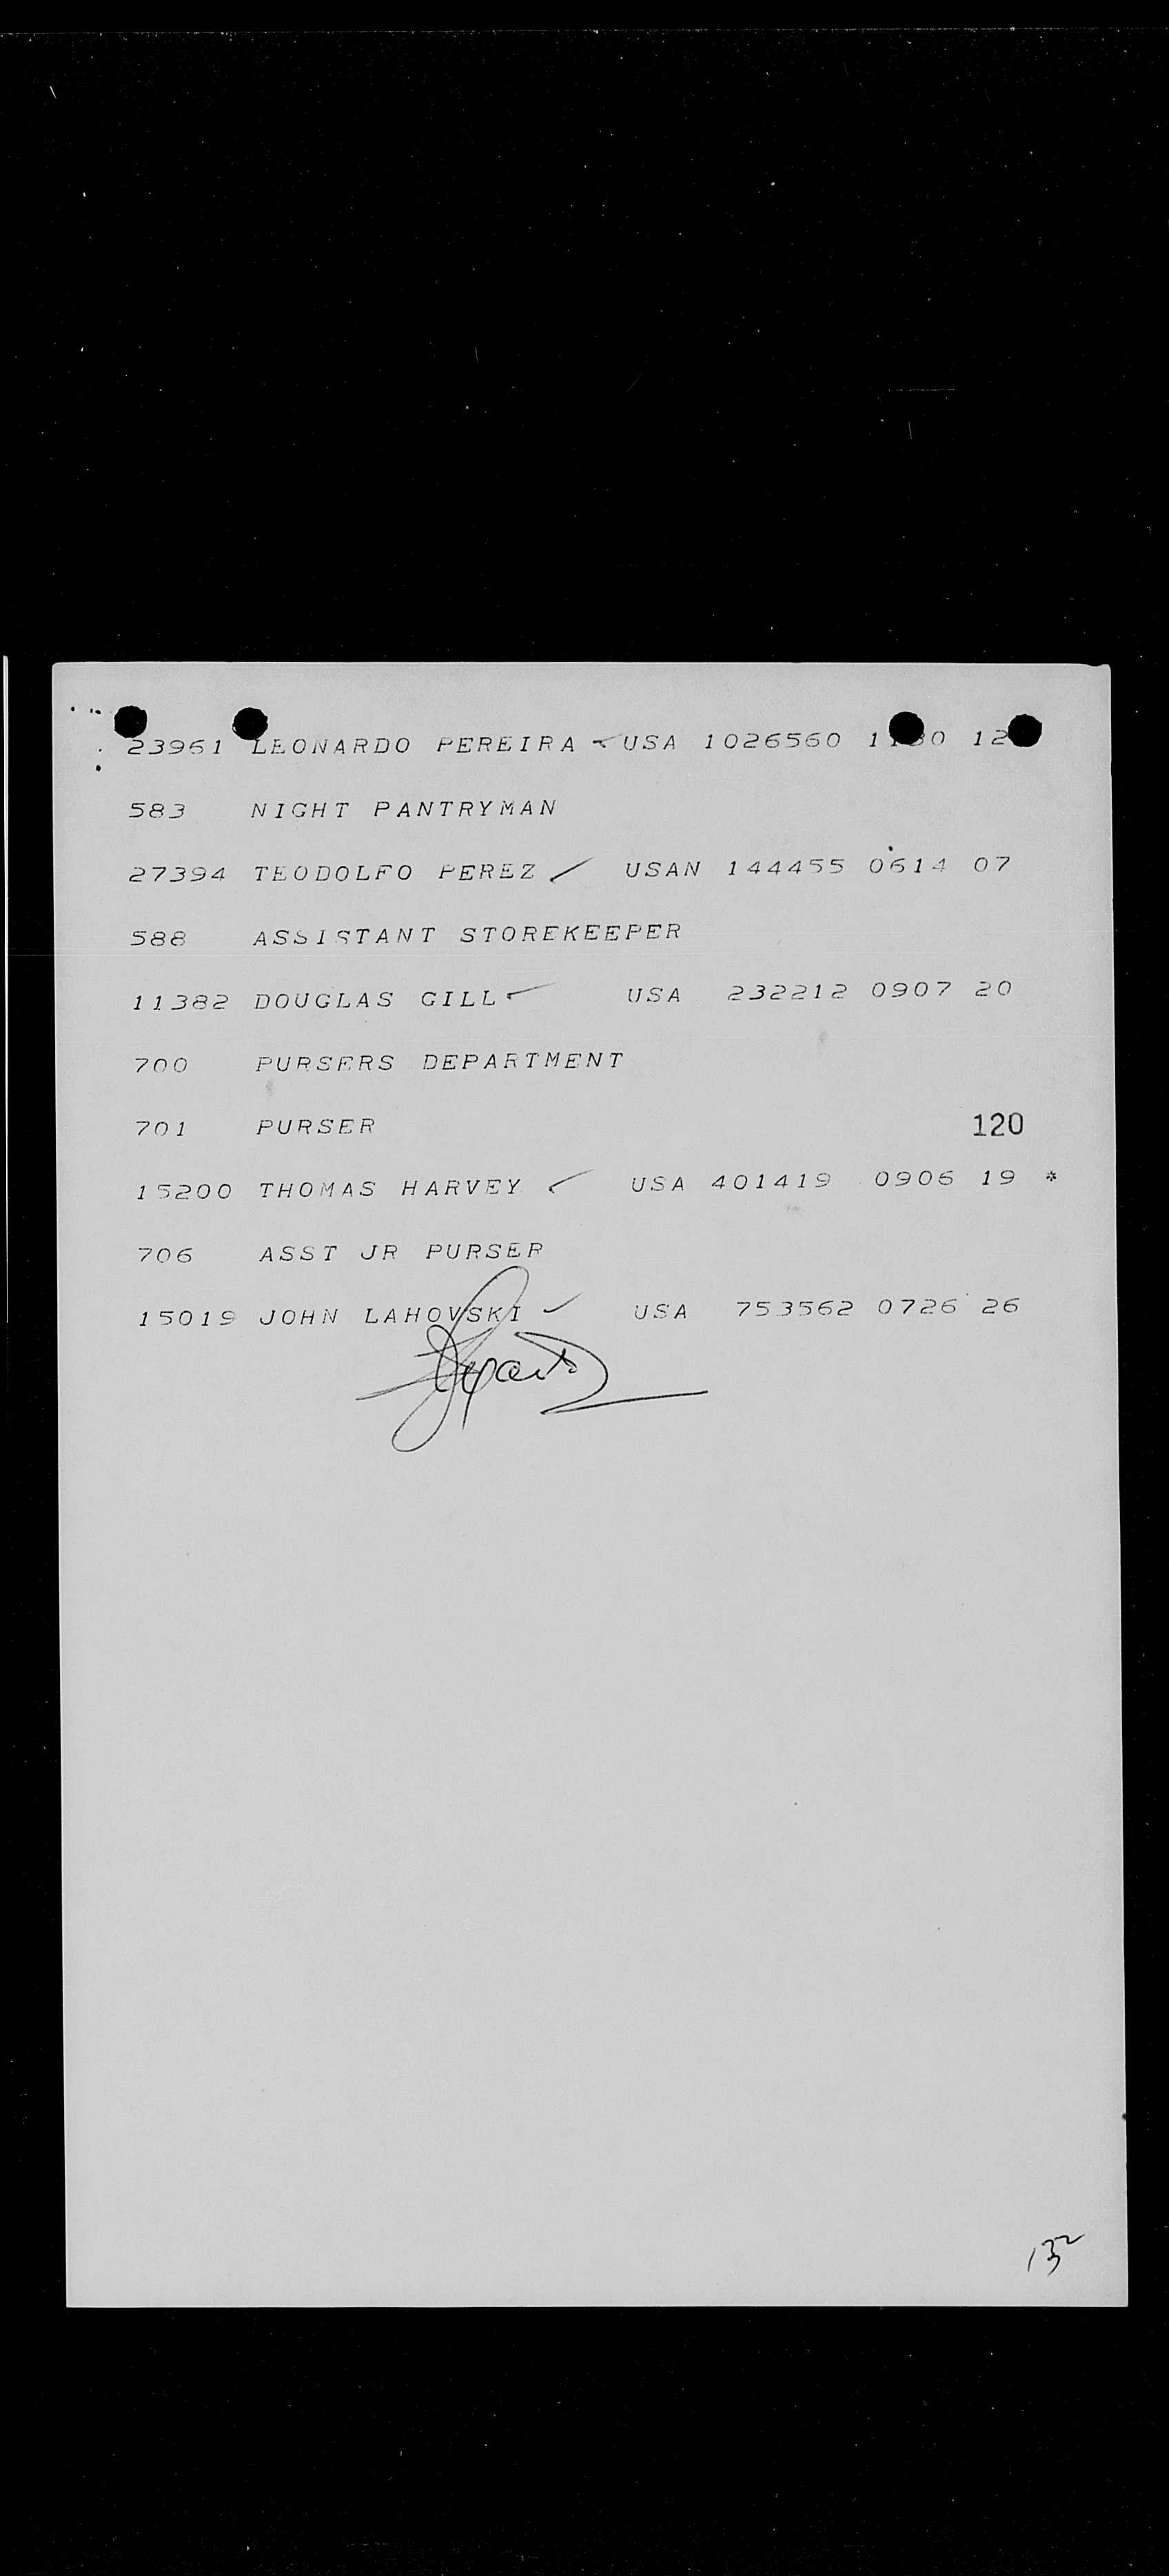 23961 LEONARDO PEREIRA ✓ USA 1026560
583 NIGHT PANTRYMAN
27394 TEODOLFO PEREZ ✓ USAN 144455 0614 07
588 ASSISTANT STOREKEEPER
11382 DOUGLAS GILL ✓ USA 232212 0907 20
700 PURSERS DEPARTMENT
701 PURSER 120
15200 THOMAS HARVEY ✓ USA 401419 0906 19 *
706 ASST JR PURSER
15019 JOHN LAHOVSKI ✓ USA 753562 0726 26
132